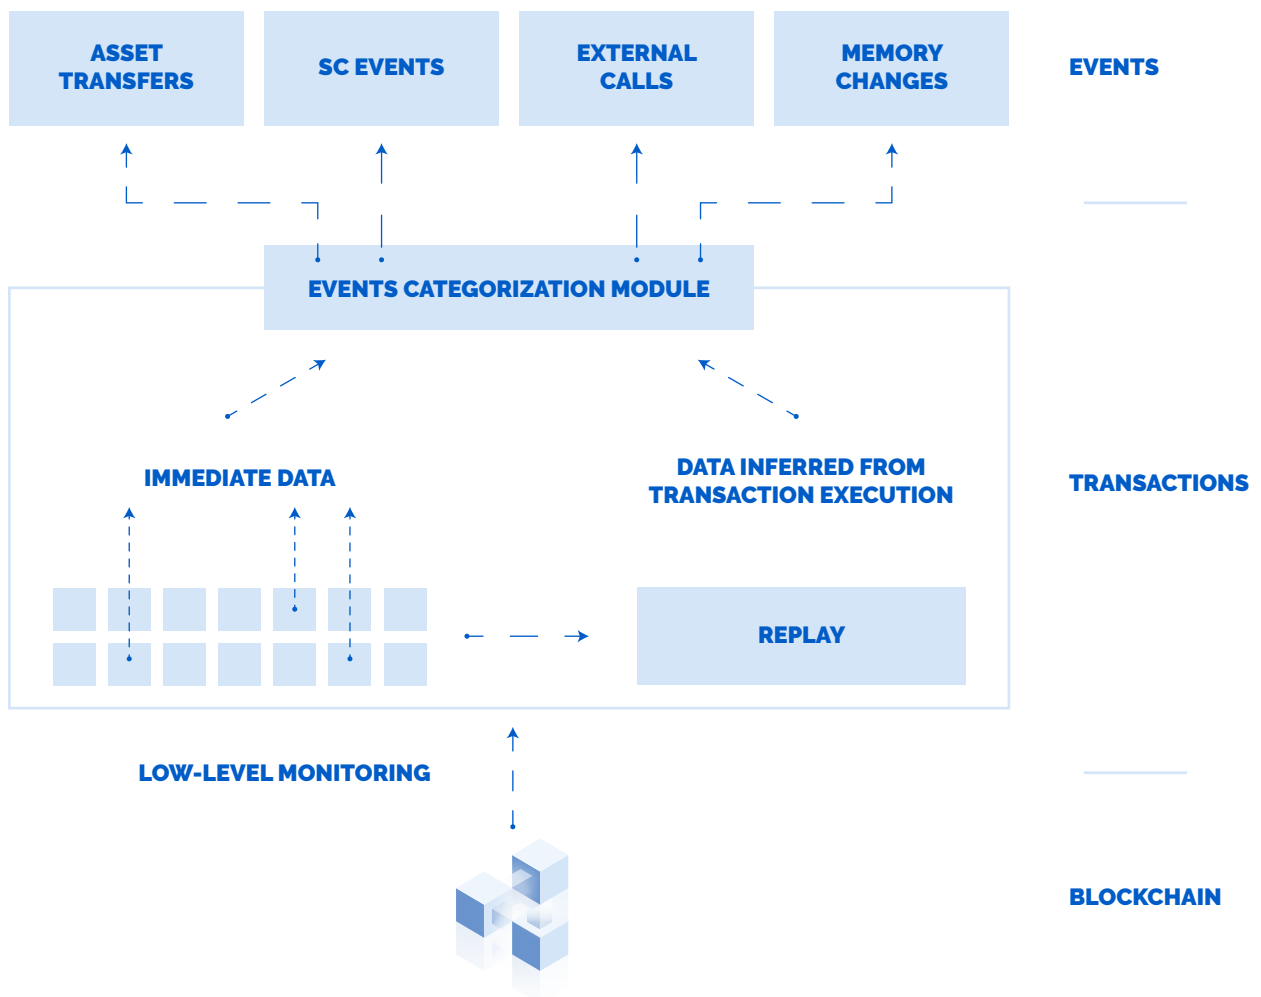 ASSET
TRANSFERS
SC EVENTS
EXTERNAL
CALLS
MEMORY
CHANGES
EVENTS
EVENTS CATEGORIZATION MODULE
IMMEDIATE DATA
DATA INFERRED FROM
TRANSACTION EXECUTION
TRANSACTIONS
REPLAY
LOW-LEVEL MONITORING
BLOCKCHAIN